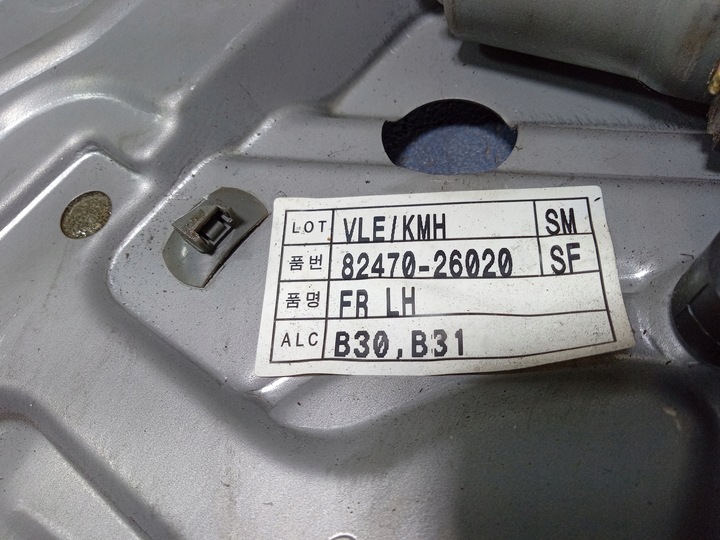 LOT VLE/KMH SM
품번 82470-26020 SF
품명 FR LH
ALC B30,B31